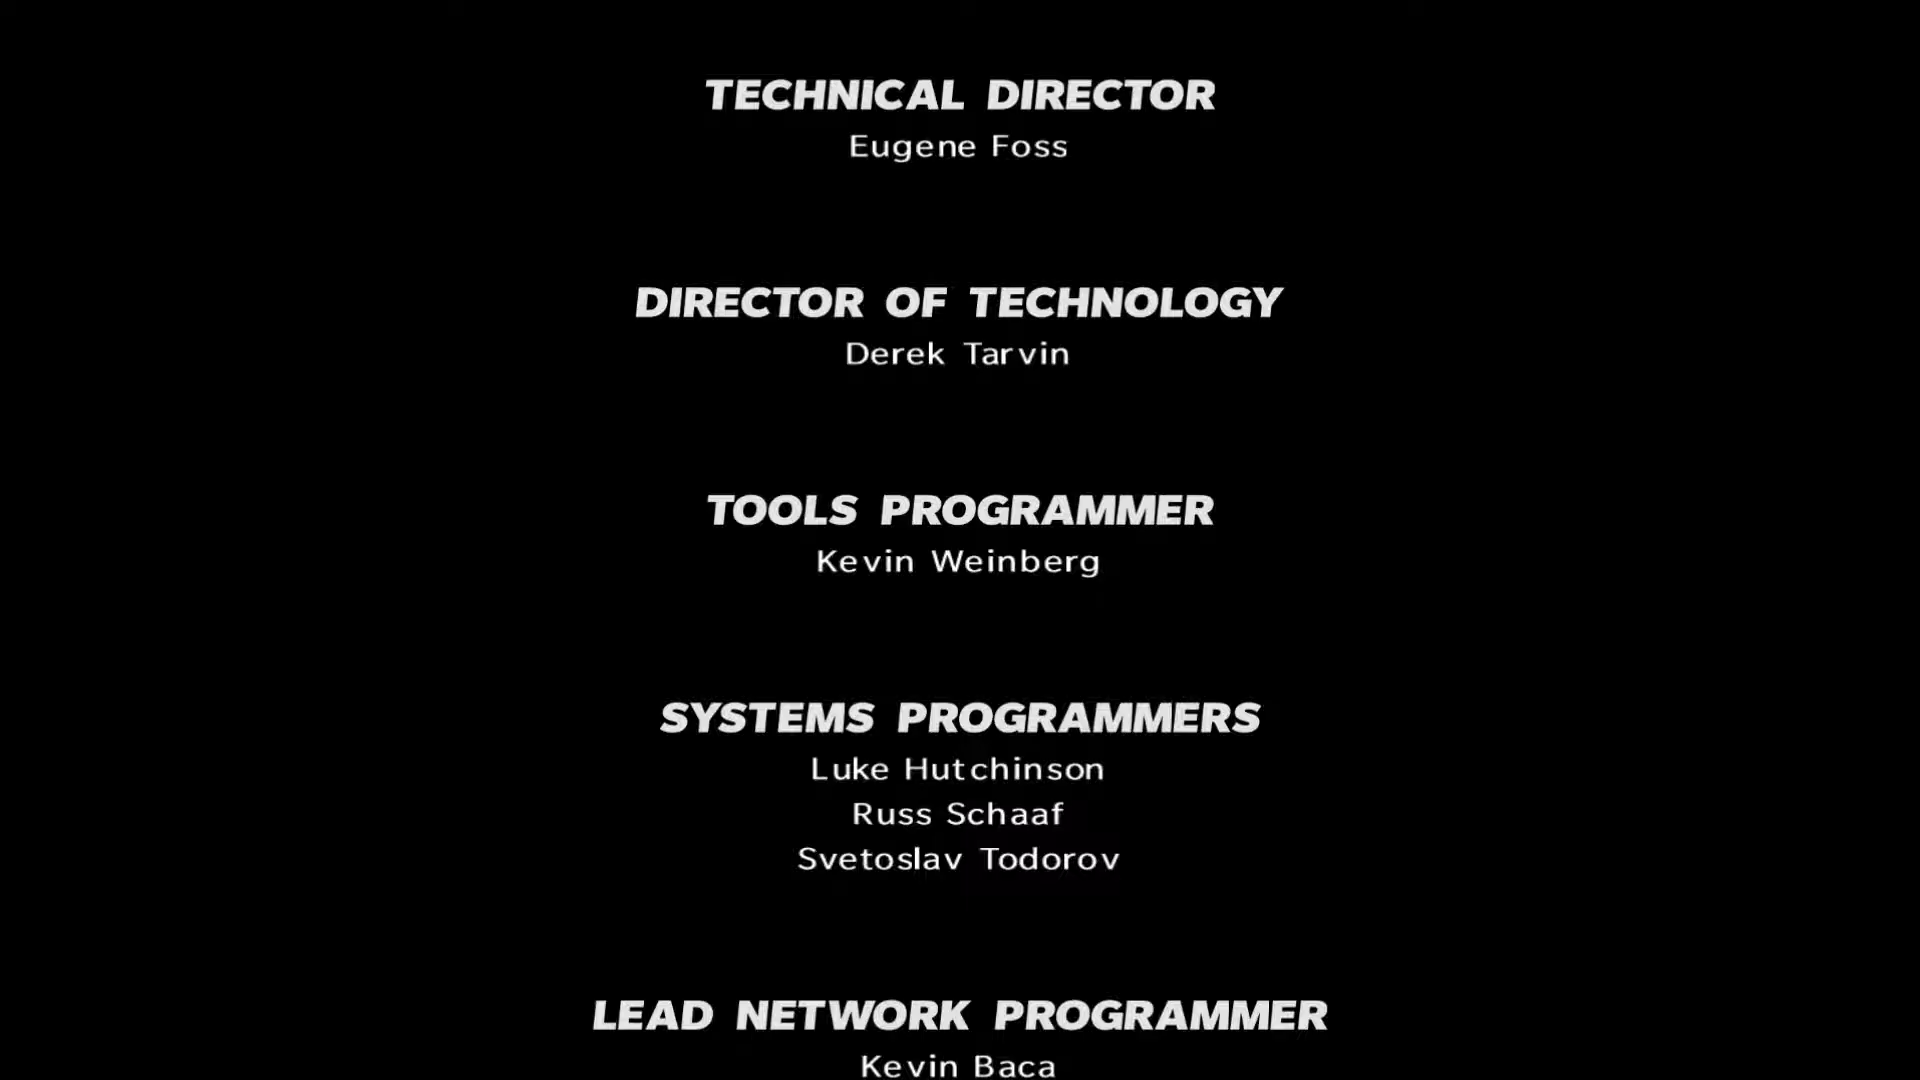 TECHNICAL DIRECTOR
Eugene Foss
DIRECTOR OF TECHNOLOGY
Derek Tarvin
TOOLS PROGRAMMER
Kevin Weinberg
SYSTEMS PROGRAMMERS
Luke Hutchinson
Russ Schaaf
Svetoslav Todorov
LEAD NETWORK PROGRAMMER
Kevin Baca